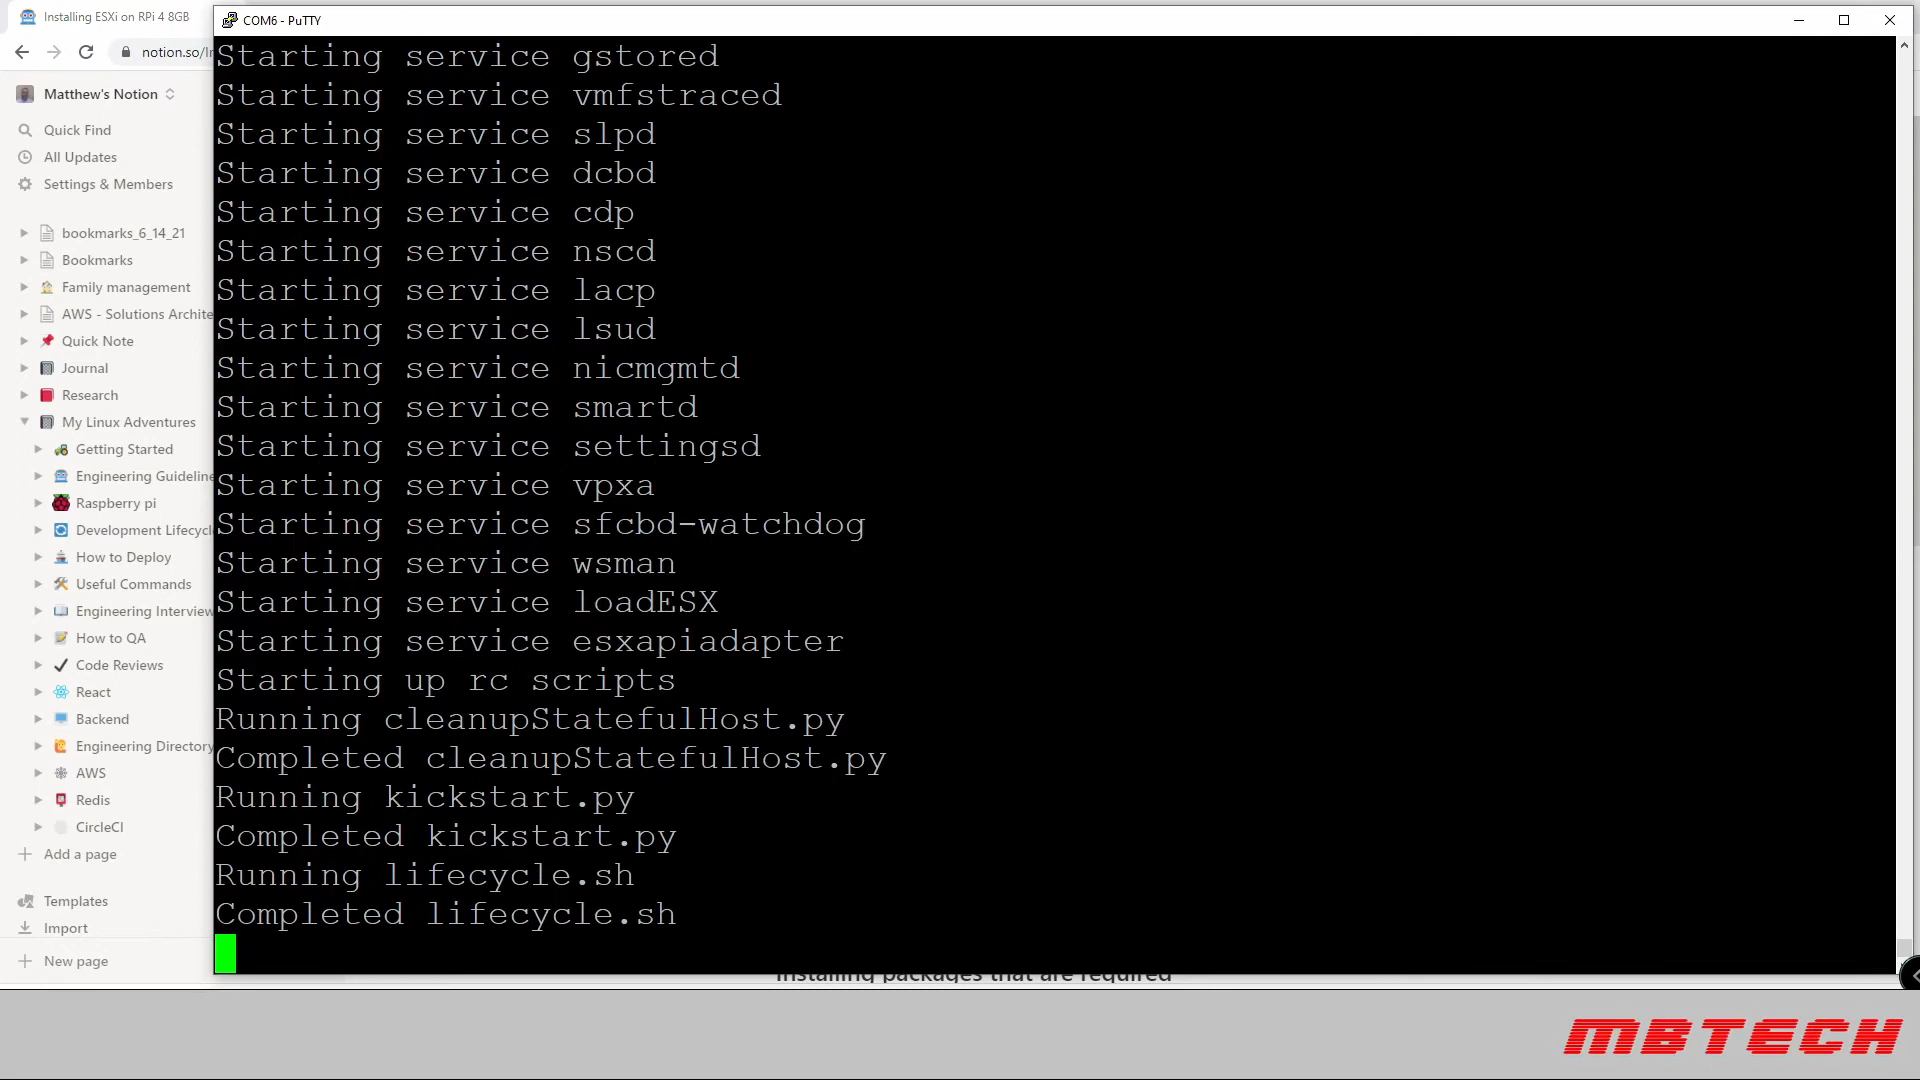 Installing ESXi on RPi 4 8GB
COM6 - PuTTY
notion.so/I
Matthew's Notion
Quick Find
All Updates
Settings & Members
bookmarks_6_14_21
Bookmarks
Family management
AWS - Solutions Archite
Quick Note
Journal
Research
My Linux Adventures
Getting Started
Engineering Guideline
Raspberry pi
Development Lifecycl
How to Deploy
Useful Commands
Engineering Interview
How to QA
Code Reviews
React
Backend
Engineering Directory
AWS
Redis
CircleCI
Add a page
Templates
Import
New page
Starting service gstored
Starting service vmfstraced
Starting service slpd
Starting service dcbd
Starting service cdp
Starting service nscd
Starting service lacp
Starting service lsud
Starting service nicmgmtd
Starting service smartd
Starting service settingsd
Starting service vpxa
Starting service sfcbd-watchdog
Starting service wsman
Starting service loadESX
Starting service esxapiadapter
Starting up rc scripts
Running cleanupStatefulHost.py
Completed cleanupStatefulHost.py
Running kickstart.py
Completed kickstart.py
Running lifecycle.sh
Completed lifecycle.sh
Installing packages that are required
MBTECH